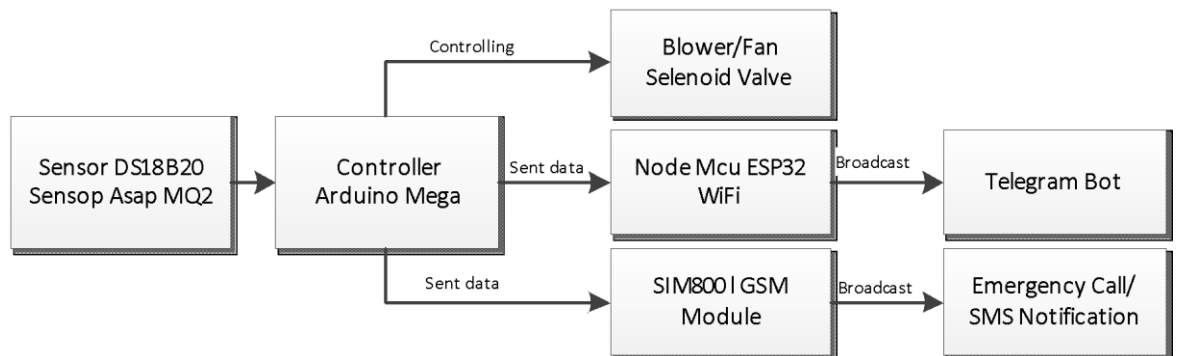 Controlling
Blower/Fan
Selenoid Valve
Sensor DS18B20
Sensop Asap MQ2
Controller
Arduino Mega
Sent data
Node Mcu ESP32
WiFi
Broadcast
Telegram Bot
Sent data
SIM800l GSM
Module
Broadcast
Emergency Call/
SMS Notification